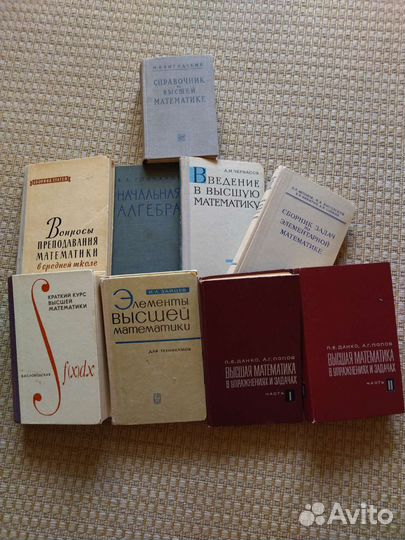 М. Я. ВЫГОДСКИЙ
СПРАВОЧНИК
ПО
ВЫСШЕЙ
МАТЕМАТИКЕ
Вопросы
ПРЕПОДАВАНИЯ
МАТЕМАТИКИ
в средней школе
НАЧАЛЬНАЯ
АЛГЕБРА
А.И. ЧЕРКАСОВ
ВВЕДЕНИЕ
В ВЫСШУЮ
МАТЕМАТИКУ
СБОРНИК ЗАДАЧ
ПО
ЭЛЕМЕНТАРНОЙ
МАТЕМАТИКЕ
КРАТКИЙ КУРС
ВЫСШЕЙ
МАТЕМАТИКИ
∫f(x)dx
И.Л. ЗАЙЦЕВ
Элементы
высшей
математики
ДЛЯ ТЕХНИКУМОВ
П.Е. ДАНКО, А.Г. ПОПОВ
ВЫСШАЯ МАТЕМАТИКА
В УПРАЖНЕНИЯХ И ЗАДАЧАХ
ЧАСТЬ I
П.Е. ДАНКО, А.Г. ПОПОВ
ВЫСШАЯ МАТЕМАТИКА
В УПРАЖНЕНИЯХ И ЗАДАЧАХ
ЧАСТЬ II
Avito